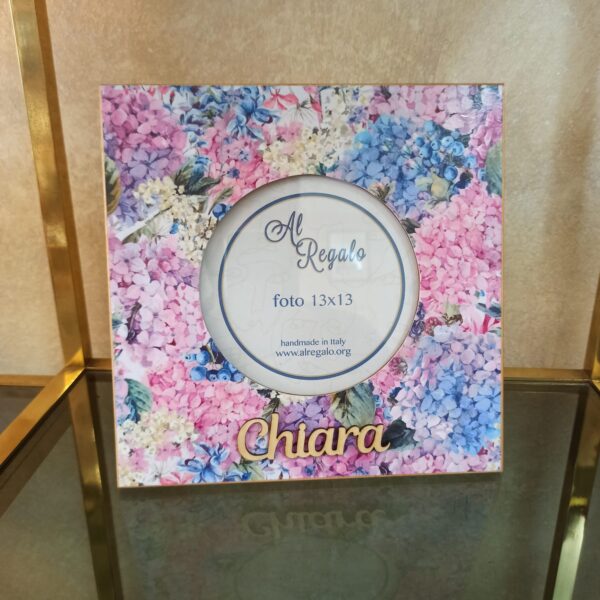 Al
Regalo
foto 13x13
handmade in Italy
www.alregalo.org
Chiara